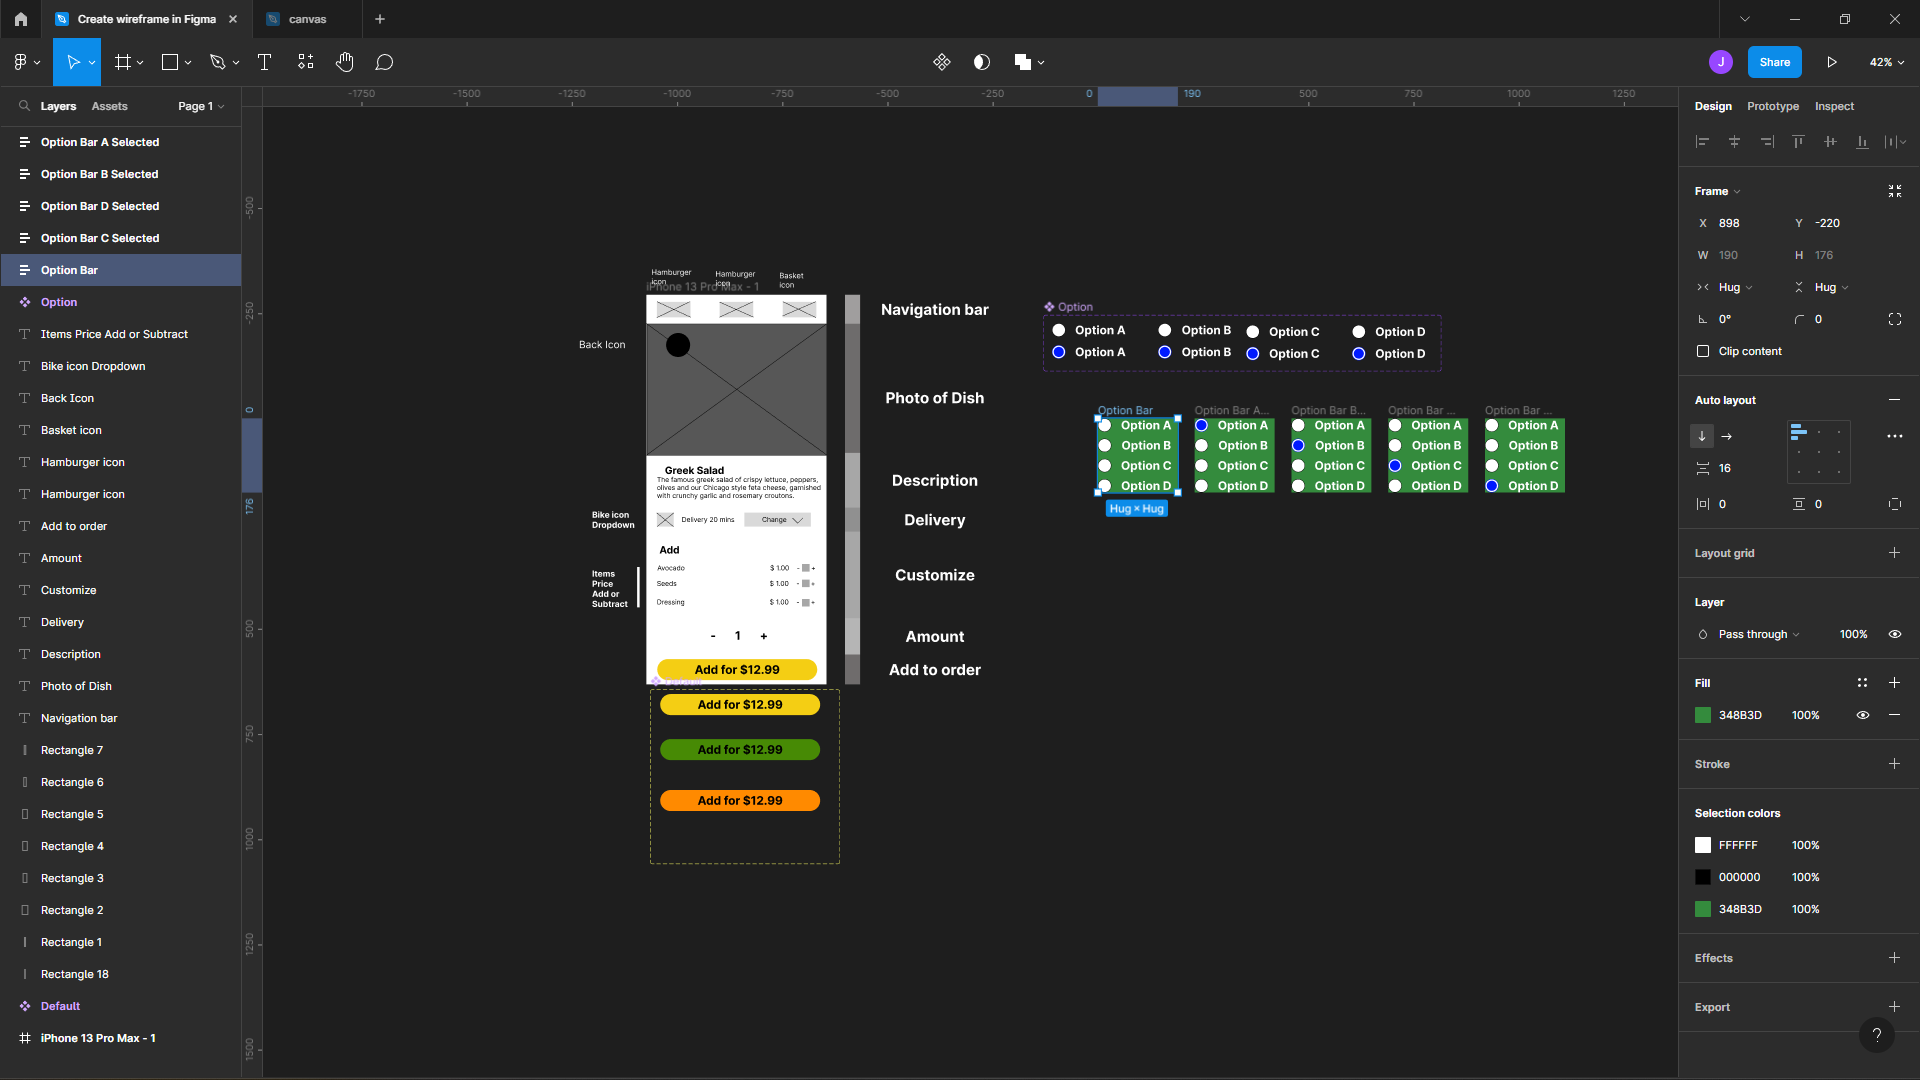 Create wireframe in Figma
canvas
J
Share
42%
Layers
Assets
Page 1
Option Bar A Selected
Option Bar B Selected
Option Bar D Selected
Option Bar C Selected
Option Bar
Option
Items Price Add or Subtract
Bike icon Dropdown
Back Icon
Basket icon
Hamburger icon
Hamburger icon
Add to order
Amount
Customize
Delivery
Description
Photo of Dish
Navigation bar
Rectangle 7
Rectangle 6
Rectangle 5
Rectangle 4
Rectangle 3
Rectangle 2
Rectangle 1
Rectangle 18
Default
iPhone 13 Pro Max - 1
-1750
-1500
-1250
-1000
-750
-500
-250
0
190
500
750
1000
1250
-500
-250
0
176
500
750
1000
1250
1500
Hamburger
icon
Hamburger
icon
Basket
icon
iPhone 13 Pro Max - 1
Back Icon
Greek Salad
The famous greek salad of crispy lettuce, peppers,
olives and our Chicago style feta cheese, garnished
with crunchy garlic and rosemary croutons.
Bike icon
Dropdown
Delivery 20 mins
Change
Add
Items
Price
Add or
Subtract
Avocado
$ 1.00
-
+
Seeds
$ 1.00
-
+
Dressing
$ 1.00
-
+
- 1 +
Add for $12.99
Add for $12.99
Add for $12.99
Add for $12.99
Navigation bar
Photo of Dish
Description
Delivery
Customize
Amount
Add to order
Option
Option A
Option B
Option C
Option D
Option A
Option B
Option C
Option D
Option Bar
Option Bar A...
Option Bar B...
Option Bar ...
Option Bar ...
Option A
Option A
Option A
Option A
Option A
Option B
Option B
Option B
Option B
Option B
Option C
Option C
Option C
Option C
Option C
Option D
Option D
Option D
Option D
Option D
Hug × Hug
Design
Prototype
Inspect
Frame
X 898
Y -220
W 190
H 176
Hug
Hug
0°
0
Clip content
Auto layout
16
0
0
Layout grid
Layer
Pass through
100%
Fill
348B3D
100%
Stroke
Selection colors
FFFFFF
100%
000000
100%
348B3D
100%
Effects
Export
?